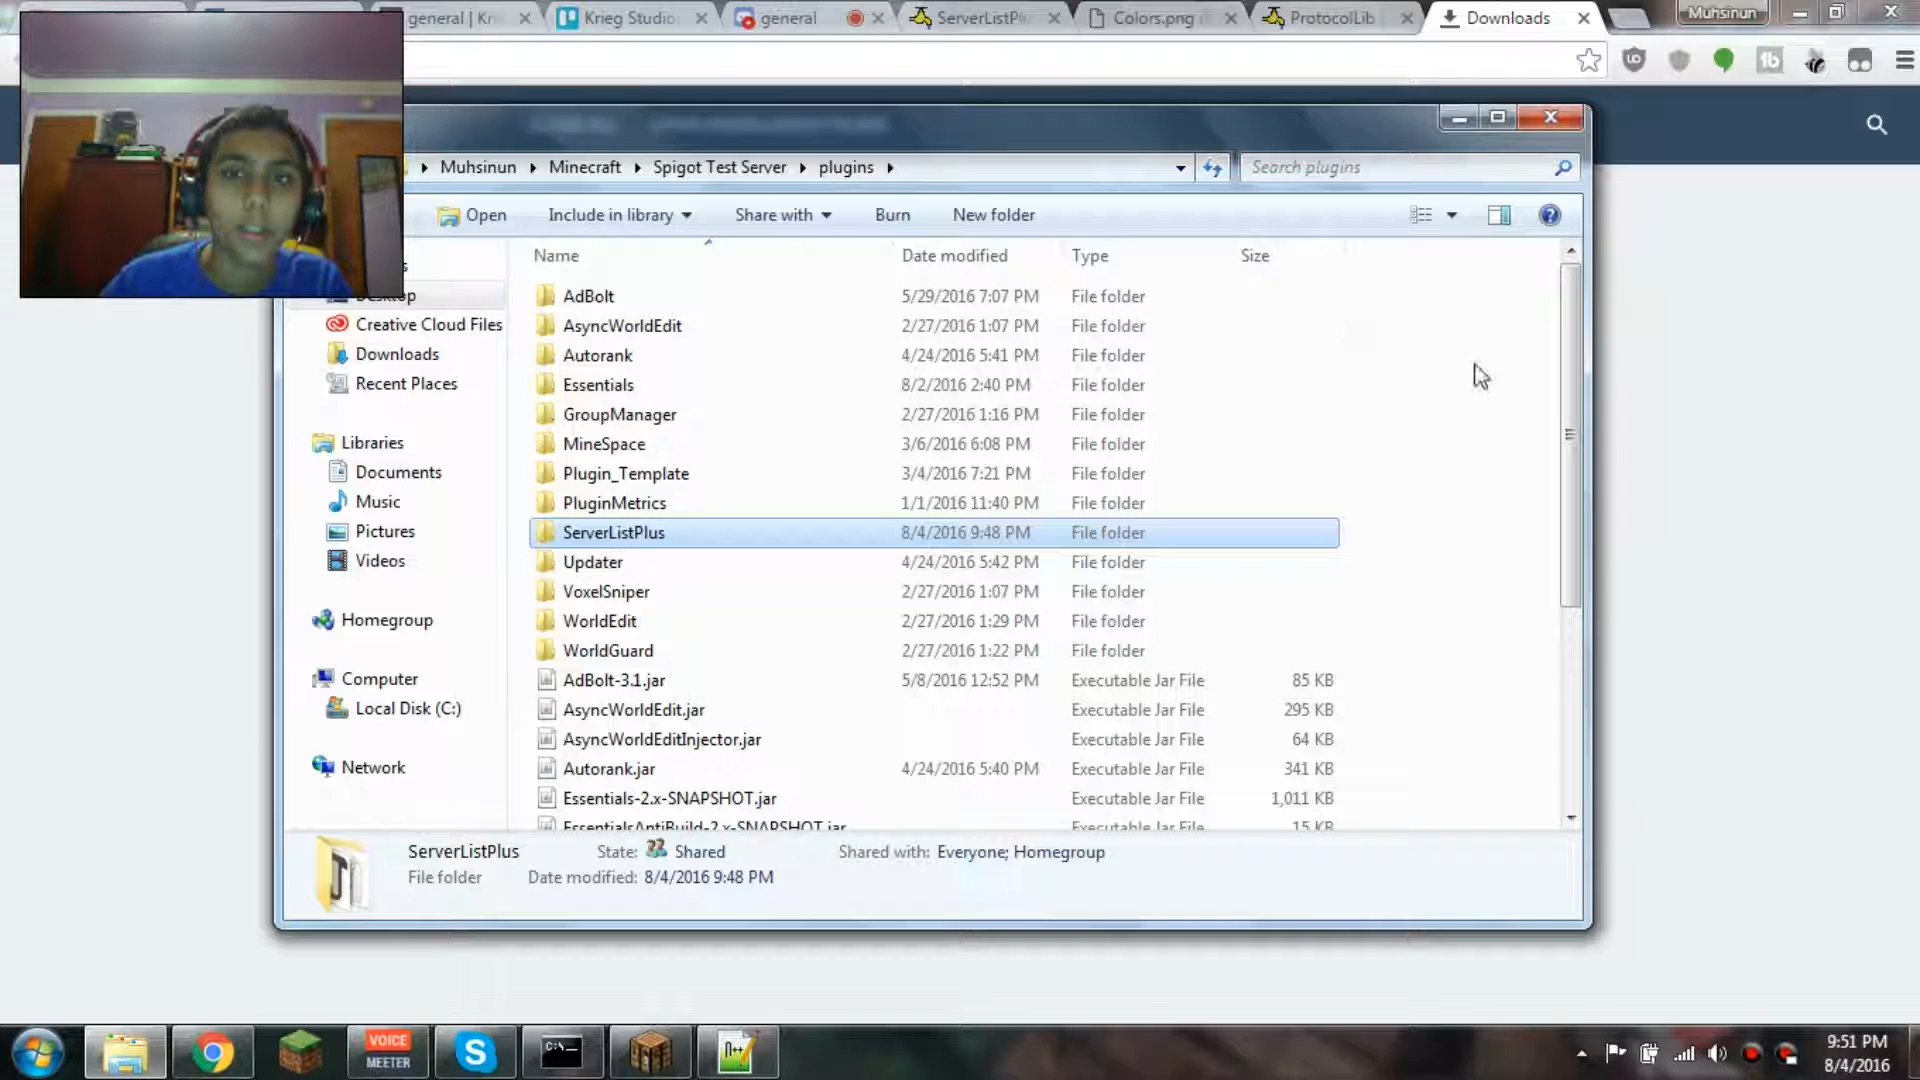 general | Kri
Krieg Studio
general
ServerListPl
Colors.png
ProtocolLib
Downloads
Muhsinun
Muhsinun
Minecraft
Spigot Test Server
plugins
Search plugins
Open
Include in library
Share with
Burn
New folder
Name
Date modified
Type
Size
AdBolt 5/29/2016 7:07 PM File folder
Desktop
AsyncWorldEdit 2/27/2016 1:07 PM File folder
Creative Cloud Files
Autorank 4/24/2016 5:41 PM File folder
Downloads
Essentials 8/2/2016 2:40 PM File folder
Recent Places
GroupManager 2/27/2016 1:16 PM File folder
MineSpace 3/6/2016 6:08 PM File folder
Libraries
Plugin_Template 3/4/2016 7:21 PM File folder
Documents
PluginMetrics 1/1/2016 11:40 PM File folder
Music
ServerListPlus 8/4/2016 9:48 PM File folder
Pictures
Updater 4/24/2016 5:42 PM File folder
Videos
VoxelSniper 2/27/2016 1:07 PM File folder
WorldEdit 2/27/2016 1:29 PM File folder
Homegroup
WorldGuard 2/27/2016 1:22 PM File folder
AdBolt-3.1.jar 5/8/2016 12:52 PM Executable Jar File 85 KB
Computer
AsyncWorldEdit.jar Executable Jar File 295 KB
Local Disk (C:)
AsyncWorldEditInjector.jar Executable Jar File 64 KB
Autorank.jar 4/24/2016 5:40 PM Executable Jar File 341 KB
Network
Essentials-2.x-SNAPSHOT.jar Executable Jar File 1,011 KB
EssentialsAntiBuild-2.x-SNAPSHOT.jar Executable Jar File 15 KB
ServerListPlus State: Shared Shared with: Everyone; Homegroup
File folder Date modified: 8/4/2016 9:48 PM
VOICE
MEETER
C:\
9:51 PM
8/4/2016